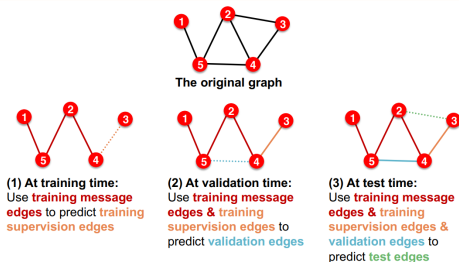 1
2
3
5
4
The original graph
1
2
3
5
4
1
2
3
5
4
1
2
3
5
4
(1) At training time:
Use training message
edges to predict training
supervision edges
(2) At validation time:
Use training message
edges & training
supervision edges to
predict validation edges
(3) At test time:
Use training message
edges & training
supervision edges &
validation edges to
predict test edges